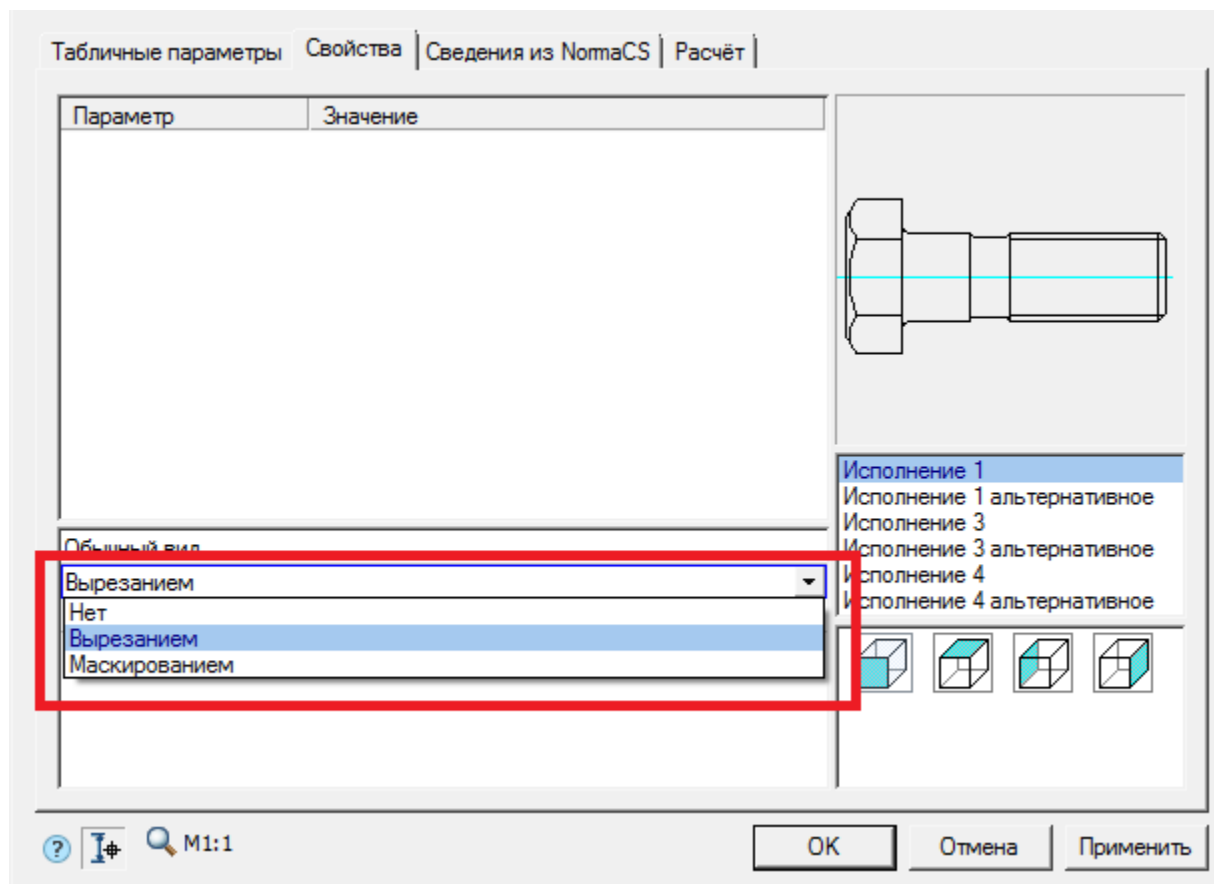 Табличные параметры Свойства Сведения из NormaCS Расчёт
Параметр Значение
Обычный вид
Вырезанием
Нет
Вырезанием
Маскированием
Исполнение 1
Исполнение 1 альтернативное
Исполнение 3
Исполнение 3 альтернативное
Исполнение 4
Исполнение 4 альтернативное
? М1:1 OK Отмена Применить